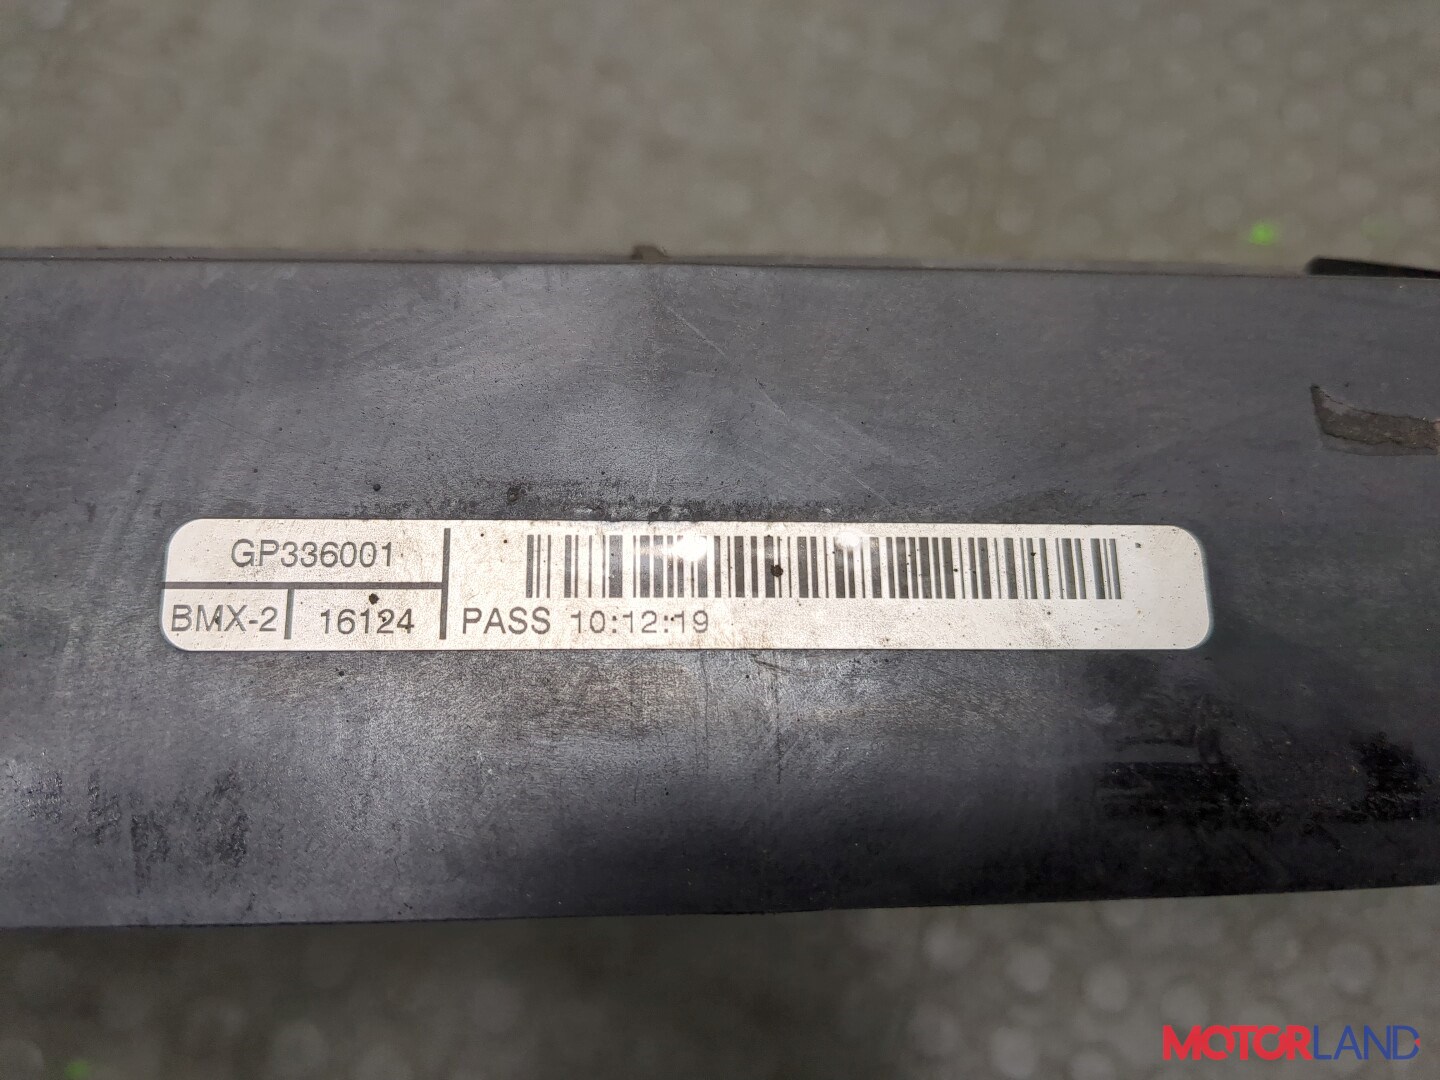 GP336001
BMX-2 16124 PASS 10:12:19
MOTORLAND